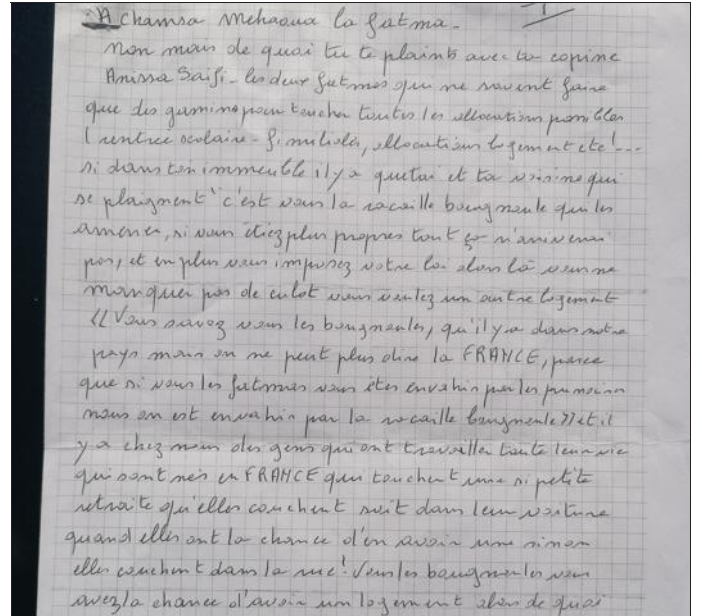 A chamsa Mehaoua la fatma -
non mais de quoi tu te plaints avec ta copine
Anissa Saifi - les deux fatmas qui ne savent faire
que des gamins pour toucher toutes les allocations possibles
( rentrée scolaire - familiales, allocations logement etc ! ---
si dans ton immeuble il y a que toi et ta voisine qui
se plaignent c'est vous la racaille bougnoule qui les
amener, si vous étiez plus propres tout ça n'arriverai
pas, et en plus vous imposez votre loi alors là vous ne
manquer pas de culot vous voulez un autre logement
(( Vous savez vous les bougnoules, qu'il y a dans notre
pays mais on ne peut plus dire la FRANCE, parce
que si vous les fatmas vous êtes envahis par les punaises
nous on est envahis par la racaille bougnoule )) et il
y a chez nous des gens qui ont travailler toute leur vie
qui sont nés en FRANCE qui touchent une si petite
retraite qu'elles couchent soit dans leur voiture
quand elles ont la chance d'en avoir une sinon
elles couchent dans la rue ! Vous les bougnoules vous
avez la chance d'avoir un logement alors de quoi